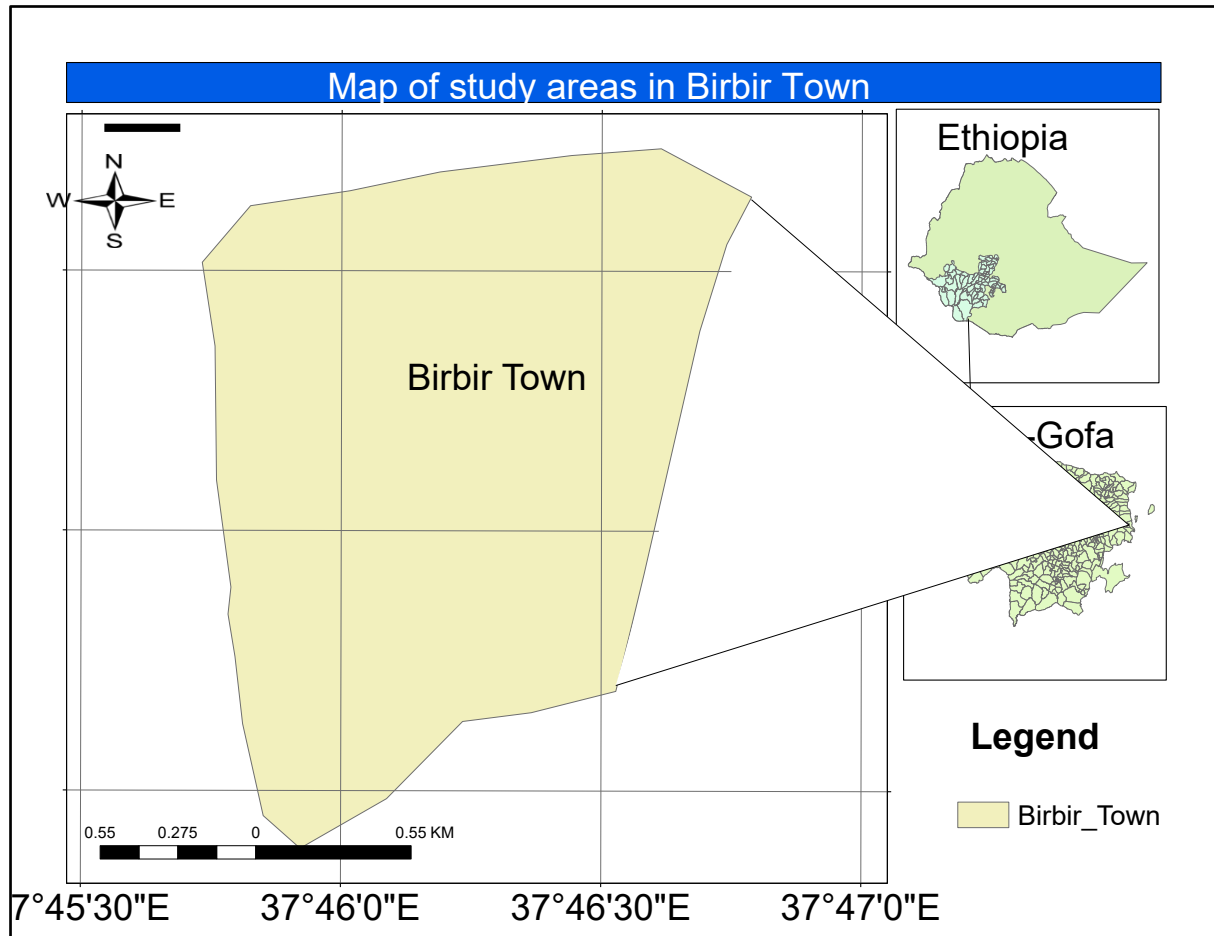 Map of study areas in Birbir Town
N
W E
S
Ethiopia
Birbir Town
-Gofa
Legend
Birbir_Town
0.55 0.275 0 0.55 KM
7°45'30"E 37°46'0"E 37°46'30"E 37°47'0"E